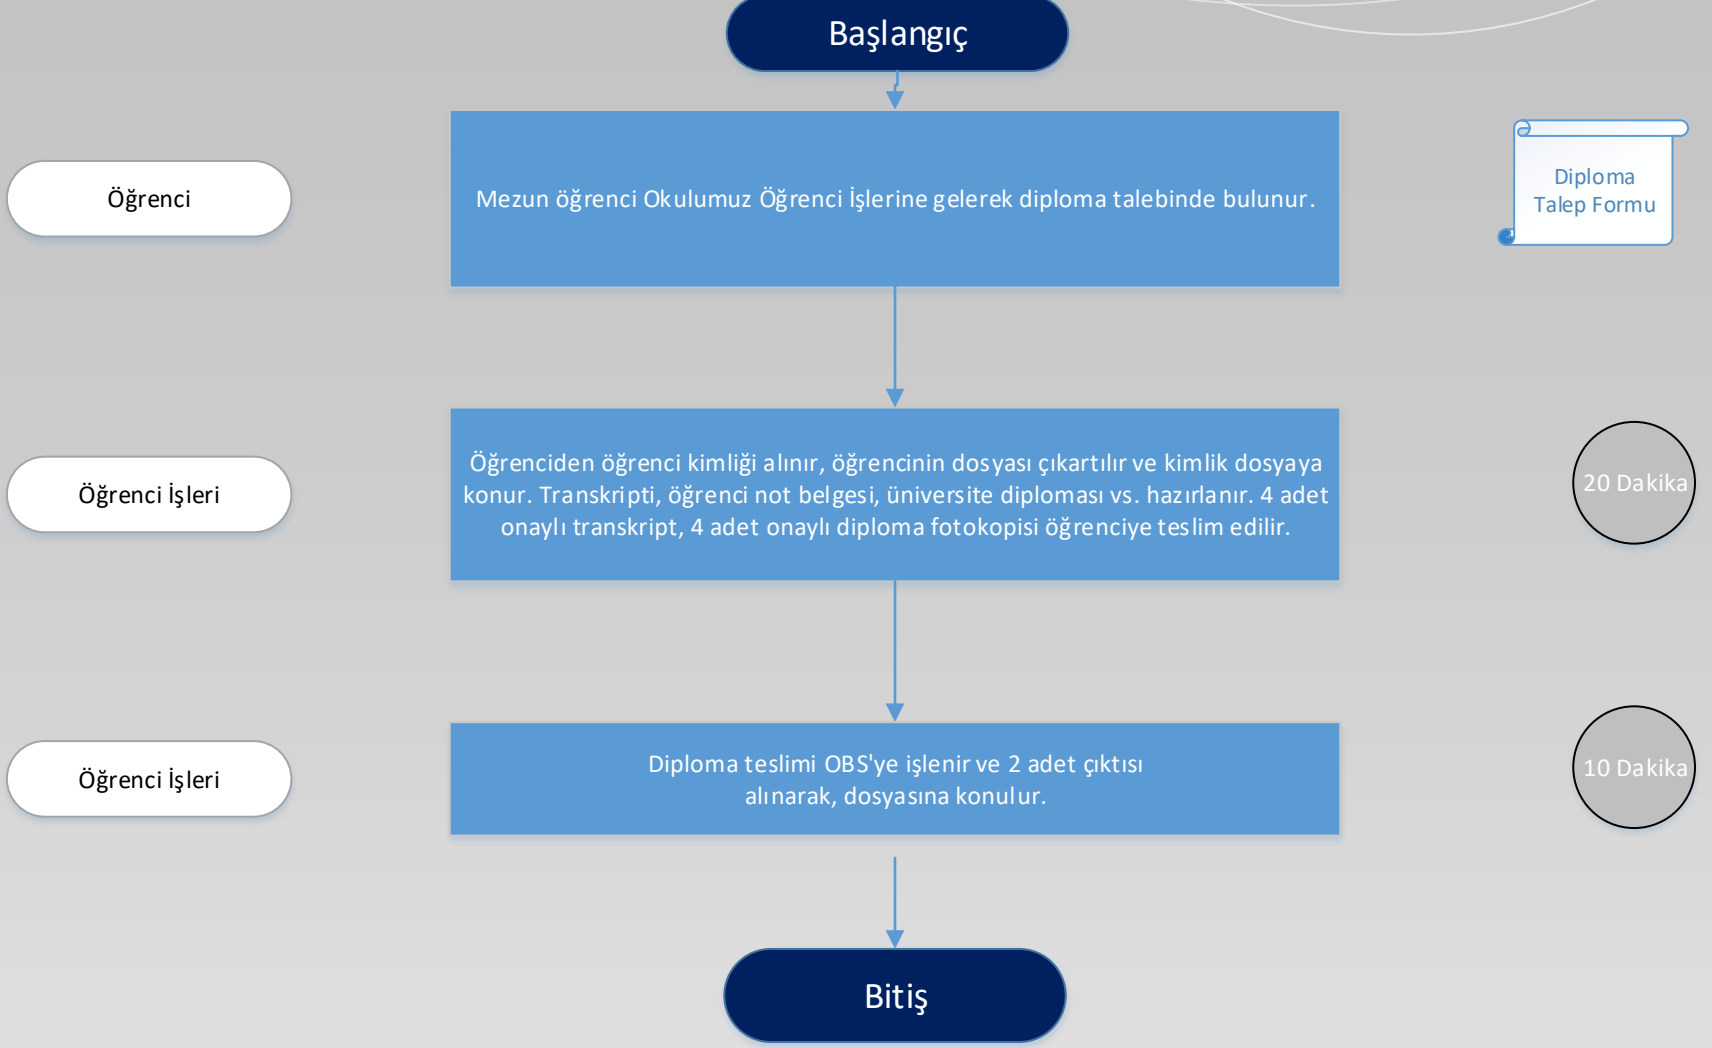 Başlangıç
Öğrenci
Mezun öğrenci Okulumuz Öğrenci İşlerine gelerek diploma talebinde bulunur.
Diploma
Talep Formu
Öğrenci İşleri
Öğrenciden öğrenci kimliği alınır, öğrencinin dosyası çıkartılır ve kimlik dosyaya
konur. Transkripti, öğrenci not belgesi, üniversite diploması vs. hazırlanır. 4 adet
onaylı transkript, 4 adet onaylı diploma fotokopisi öğrenciye teslim edilir.
20 Dakika
Öğrenci İşleri
Diploma teslimi OBS'ye işlenir ve 2 adet çıktısı
alınarak, dosyasına konulur.
10 Dakika
Bitiş